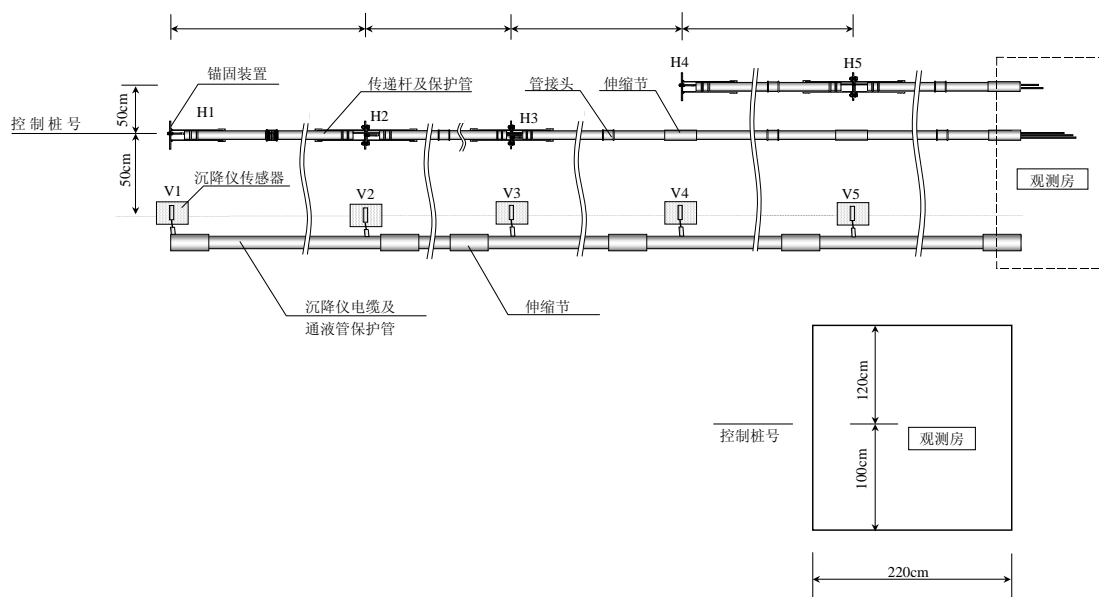 锚固装置
H1
传递杆及保护管
H2
H3
管接头
伸缩节
H4
H5
50cm
控制桩号
50cm
观测房
沉降仪传感器
V1
V2
V3
V4
V5
沉降仪电缆及
通液管保护管
伸缩节
120cm
控制桩号
观测房
100cm
220cm